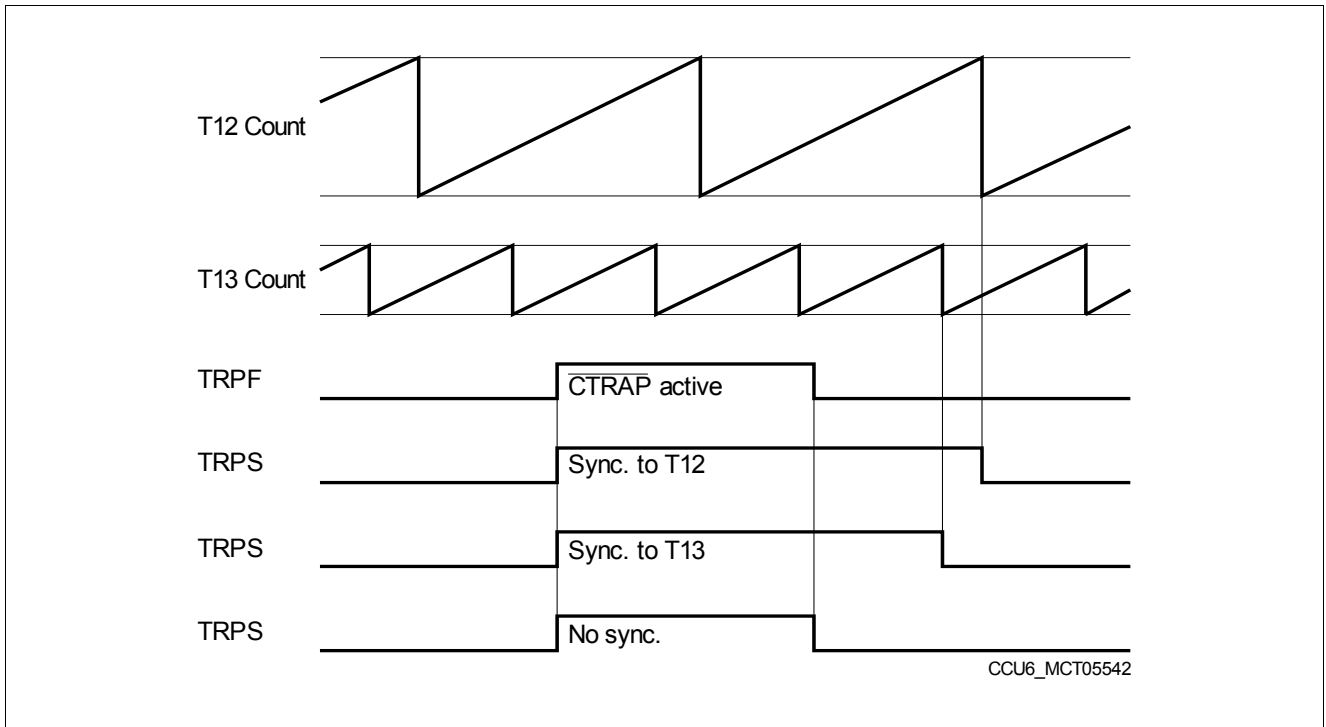 T12 Count
T13 Count
TRPF
CTRAP active
TRPS
Sync. to T12
TRPS
Sync. to T13
TRPS
No sync.
CCU6_MCT05542